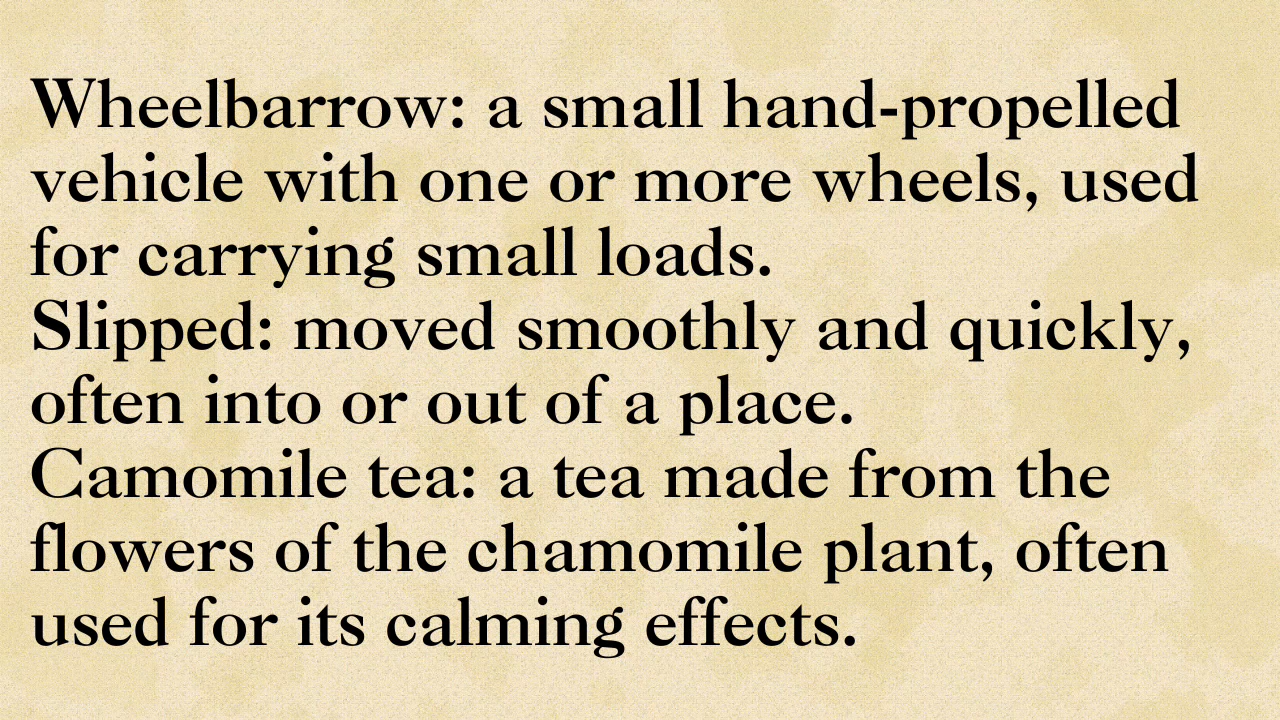 Wheelbarrow: a small hand-propelled
vehicle with one or more wheels, used
for carrying small loads.
Slipped: moved smoothly and quickly,
often into or out of a place.
Camomile tea: a tea made from the
flowers of the chamomile plant, often
used for its calming effects.